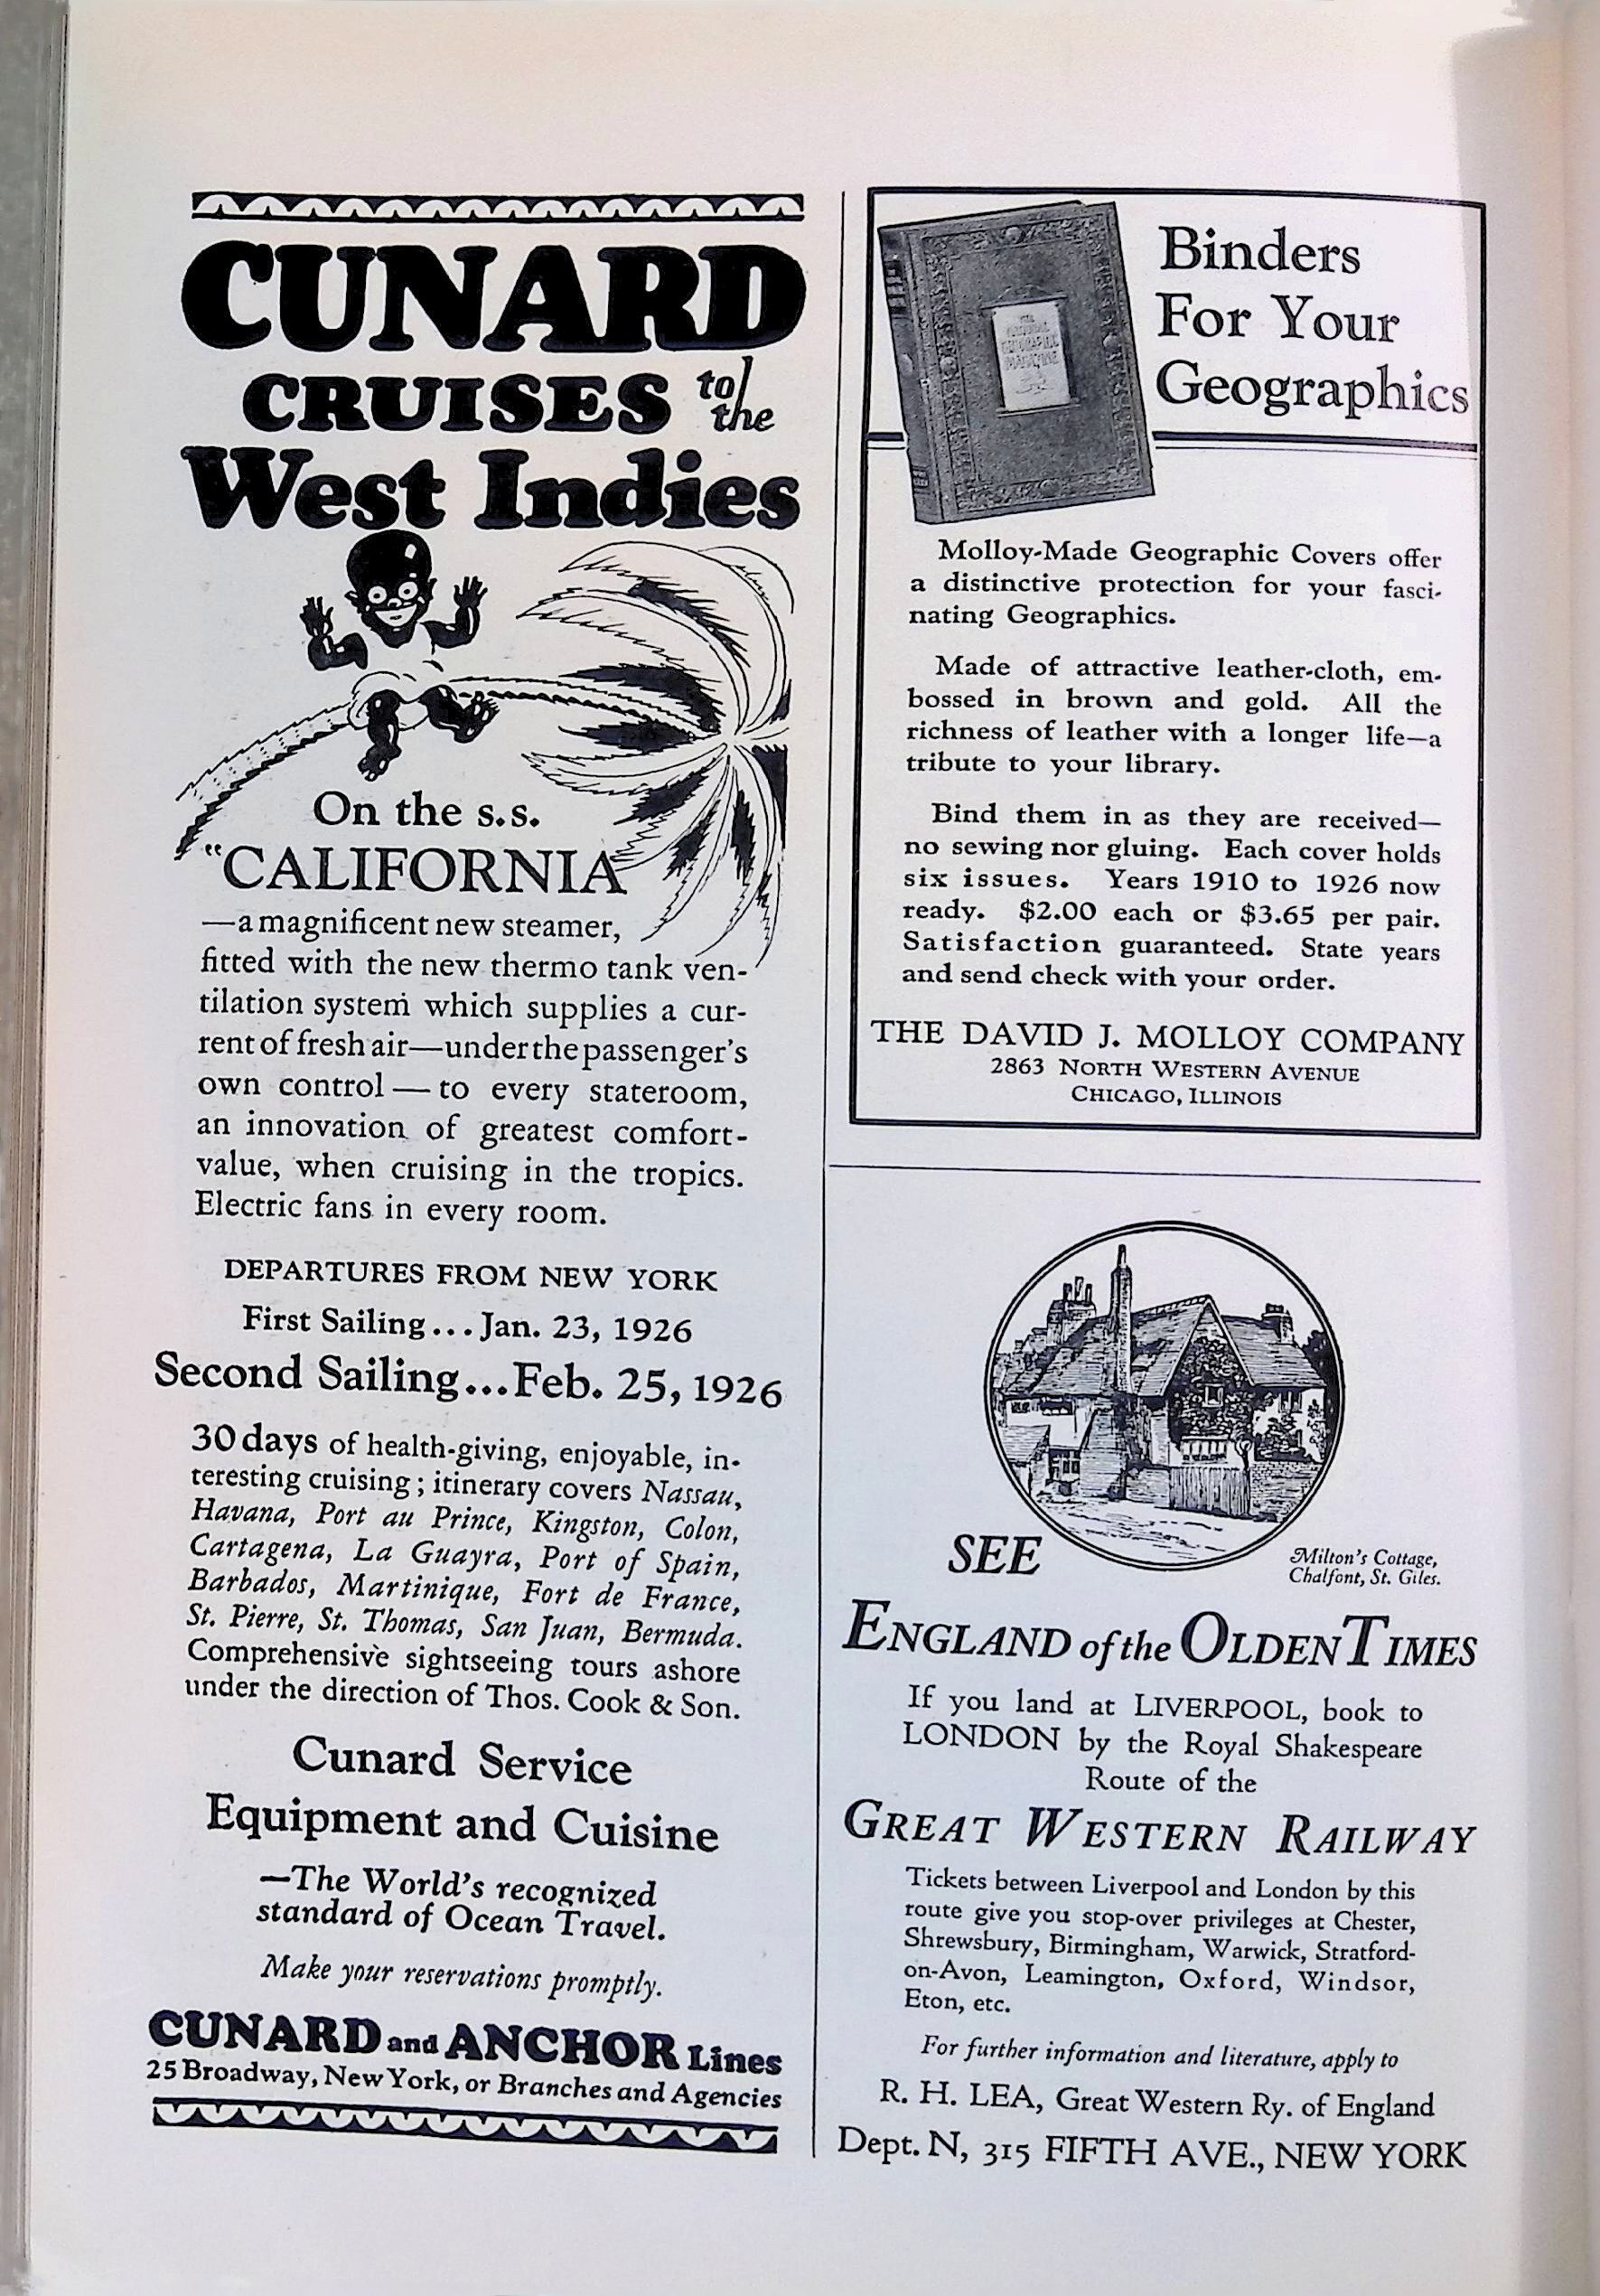 CUNARD
CRUISES to the
West Indies
On the s.s.
"CALIFORNIA
—a magnificent new steamer,
fitted with the new thermo tank ven-
tilation system which supplies a cur-
rent of fresh air—under the passenger's
own control — to every stateroom,
an innovation of greatest comfort-
value, when cruising in the tropics.
Electric fans in every room.
DEPARTURES FROM NEW YORK
First Sailing... Jan. 23, 1926
Second Sailing...Feb. 25, 1926
30 days of health-giving, enjoyable, in-
teresting cruising; itinerary covers Nassau,
Havana, Port au Prince, Kingston, Colon,
Cartagena, La Guayra, Port of Spain,
Barbados, Martinique, Fort de France,
St. Pierre, St. Thomas, San Juan, Bermuda.
Comprehensive sightseeing tours ashore
under the direction of Thos. Cook & Son.
Cunard Service
Equipment and Cuisine
—The World's recognized
standard of Ocean Travel.
Make your reservations promptly.
CUNARD and ANCHOR Lines
25 Broadway, New York, or Branches and Agencies
THE
NATIONAL
GEOGRAPHIC
MAGAZINE
Binders
For Your
Geographics
Molloy-Made Geographic Covers offer
a distinctive protection for your fasci-
nating Geographics.
Made of attractive leather-cloth, em-
bossed in brown and gold. All the
richness of leather with a longer life—a
tribute to your library.
Bind them in as they are received—
no sewing nor gluing. Each cover holds
six issues. Years 1910 to 1926 now
ready. $2.00 each or $3.65 per pair.
Satisfaction guaranteed. State years
and send check with your order.
THE DAVID J. MOLLOY COMPANY
2863 NORTH WESTERN AVENUE
CHICAGO, ILLINOIS
SEE
Milton's Cottage,
Chalfont, St. Giles.
ENGLAND of the OLDEN TIMES
If you land at LIVERPOOL, book to
LONDON by the Royal Shakespeare
Route of the
GREAT WESTERN RAILWAY
Tickets between Liverpool and London by this
route give you stop-over privileges at Chester,
Shrewsbury, Birmingham, Warwick, Stratford-
on-Avon, Leamington, Oxford, Windsor,
Eton, etc.
For further information and literature, apply to
R. H. LEA, Great Western Ry. of England
Dept. N, 315 FIFTH AVE., NEW YORK